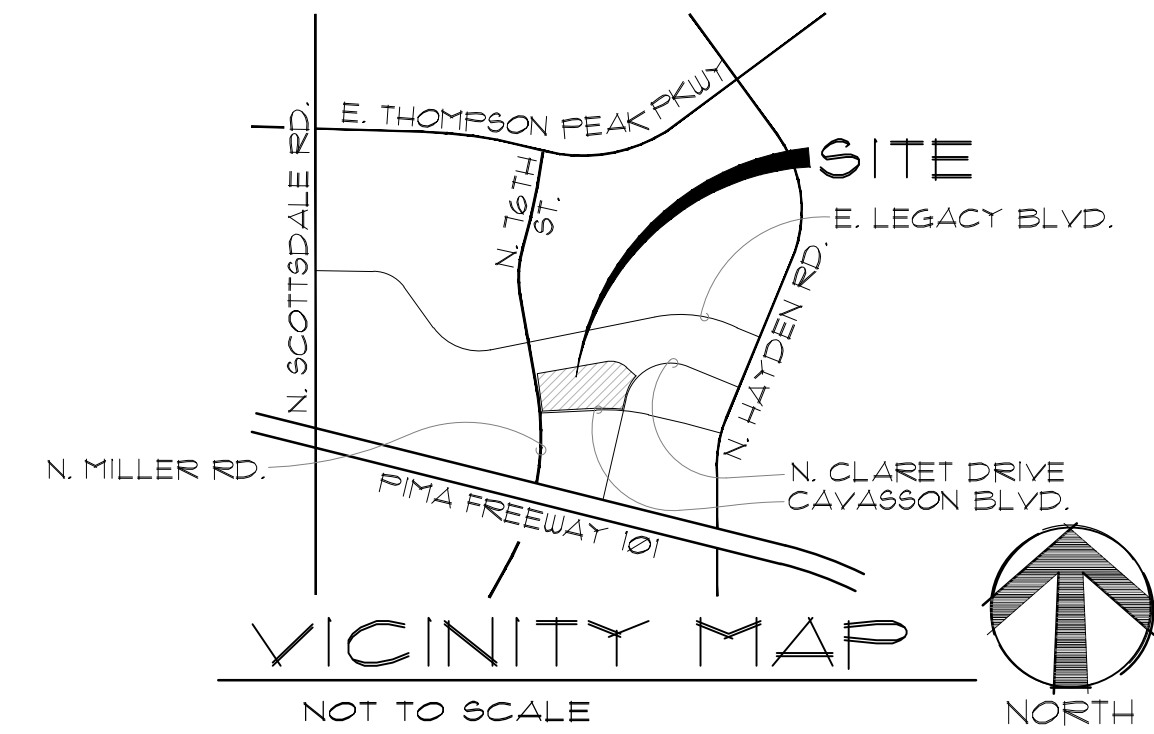 E. THOMPSON PEAK PKWY
N. SCOTTSDALE RD.
SITE
N. 76TH
ST.
E. LEGACY BLVD.
N. HAYDEN RD.
N. MILLER RD.
N. CLARET DRIVE
CAVASSON BLVD.
PIMA FREEWAY 101
VICINITY MAP
NOT TO SCALE
NORTH